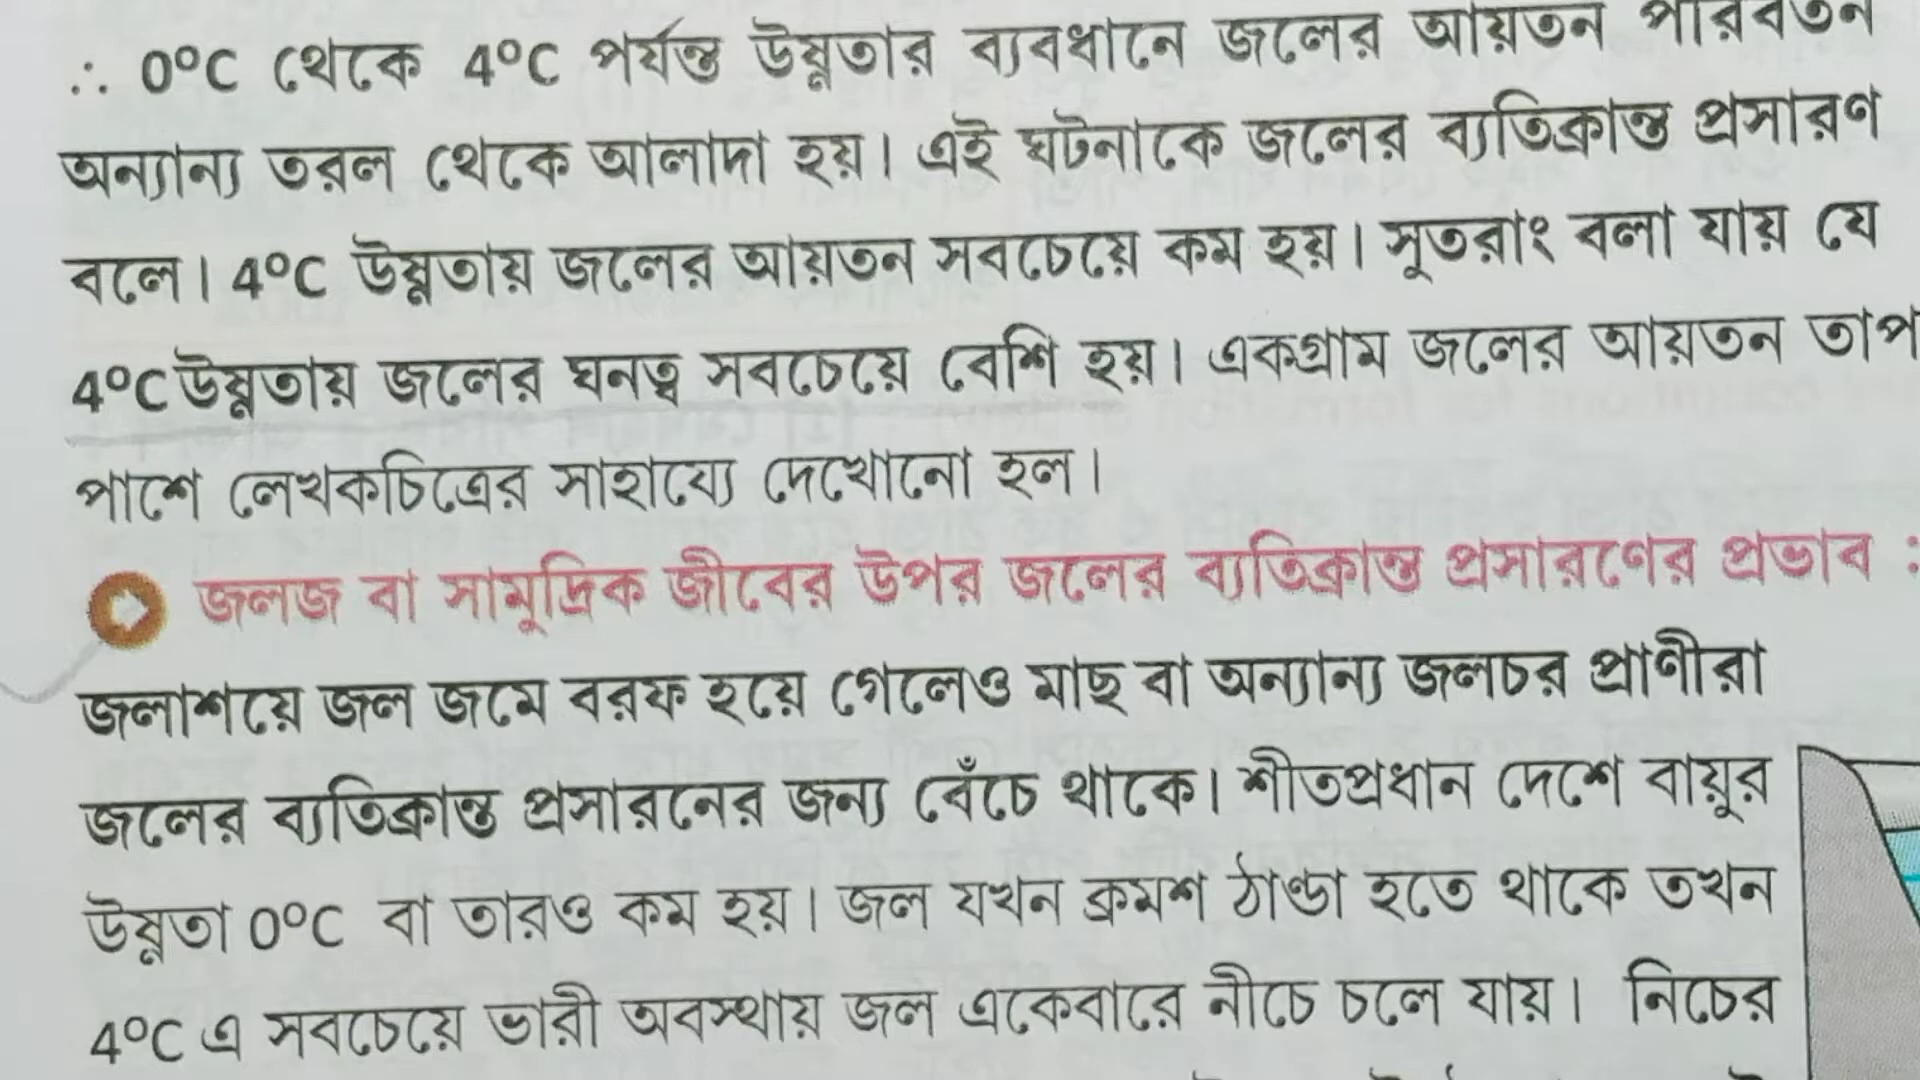 ∴ 0°C থেকে 4°C পর্যন্ত উষ্ণতার ব্যবধানে জলের আয়তন পরিবর্তন
অন্যান্য তরল থেকে আলাদা হয়। এই ঘটনাকে জলের ব্যতিক্রান্ত প্রসারণ
বলে। 4°C উষ্ণতায় জলের আয়তন সবচেয়ে কম হয়। সুতরাং বলা যায় যে
4°C উষ্ণতায় জলের ঘনত্ব সবচেয়ে বেশি হয়। একগ্রাম জলের আয়তন তাপ
পাশে লেখকচিত্রের সাহায্যে দেখোনো হল।
জলজ বা সামুদ্রিক জীবের উপর জলের ব্যতিক্রান্ত প্রসারণের প্রভাব :
জলাশয়ে জল জমে বরফ হয়ে গেলেও মাছ বা অন্যান্য জলচর প্রাণীরা
জলের ব্যতিক্রান্ত প্রসারনের জন্য বেঁচে থাকে। শীতপ্রধান দেশে বায়ুর
উষ্ণতা 0°C বা তারও কম হয়। জল যখন ক্রমশ ঠাণ্ডা হতে থাকে তখন
4°C এ সবচেয়ে ভারী অবস্থায় জল একেবারে নীচে চলে যায়। নিচের